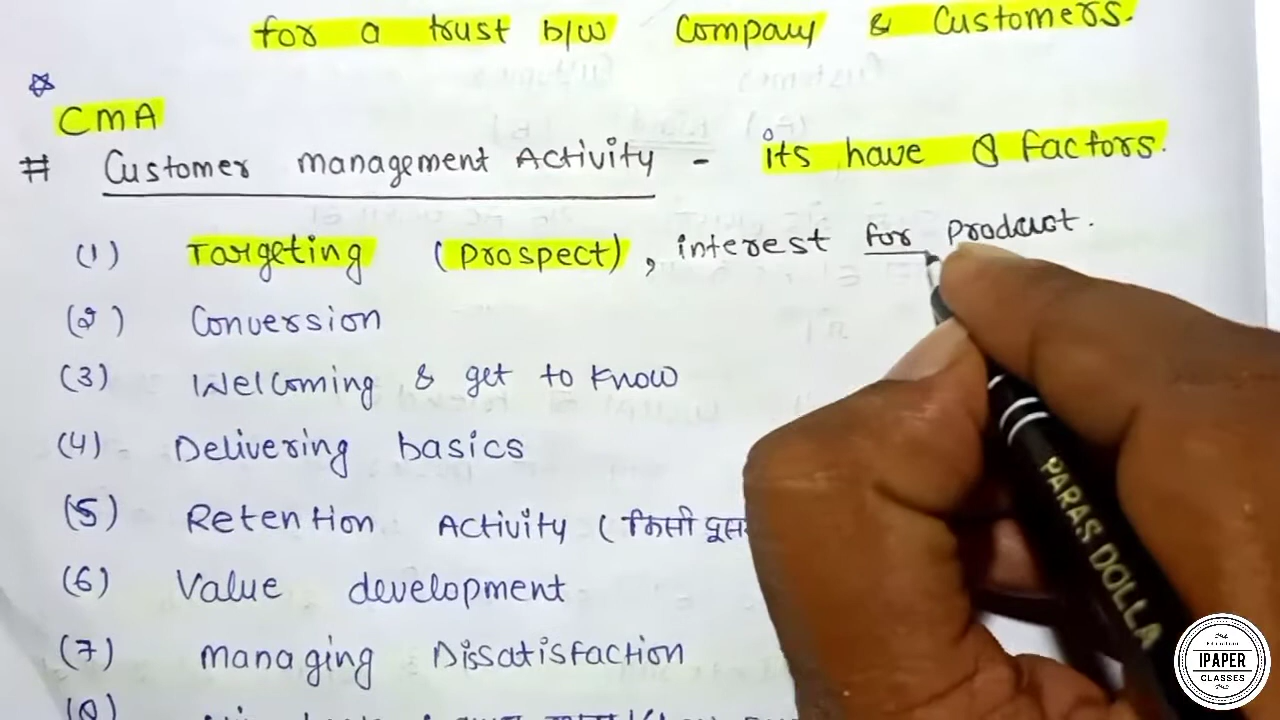 for a trust b/w Company & Customers.
CMA
# Customer management Activity - its have 8 factors.
(1) Targeting (Prospect), interest for Product.
(2) Conversion
(3) Welcoming & get to know
(4) Delivering basics
(5) Retention Activity (किसी
(6) Value development
(7) managing Dissatisfaction
(8)
PARAS DOLLA
IPAPER
CLASSES